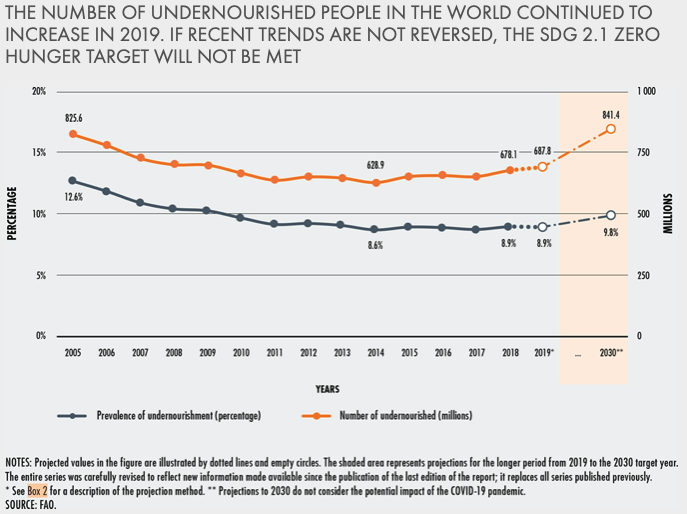 THE NUMBER OF UNDERNOURISHED PEOPLE IN THE WORLD CONTINUED TO
INCREASE IN 2019. IF RECENT TRENDS ARE NOT REVERSED, THE SDG 2.1 ZERO
HUNGER TARGET WILL NOT BE MET
20% 1 000
825.6 841.4
628.9 678.1 687.8
15% 750
12.6%
PERCENTAGE MILLIONS
10% 500
8.6% 8.9% 8.9% 9.8%
5% 250
0% 0
2005 2006 2007 2008 2009 2010 2011 2012 2013 2014 2015 2016 2017 2018 2019* ... 2030**
YEARS
Prevalence of undernourishment (percentage) Number of undernourished (millions)
NOTES: Projected values in the figure are illustrated by dotted lines and empty circles. The shaded area represents projections for the longer period from 2019 to the 2030 target year.
The entire series was carefully revised to reflect new information made available since the publication of the last edition of the report; it replaces all series published previously.
* See Box 2 for a description of the projection method. ** Projections to 2030 do not consider the potential impact of the COVID-19 pandemic.
SOURCE: FAO.